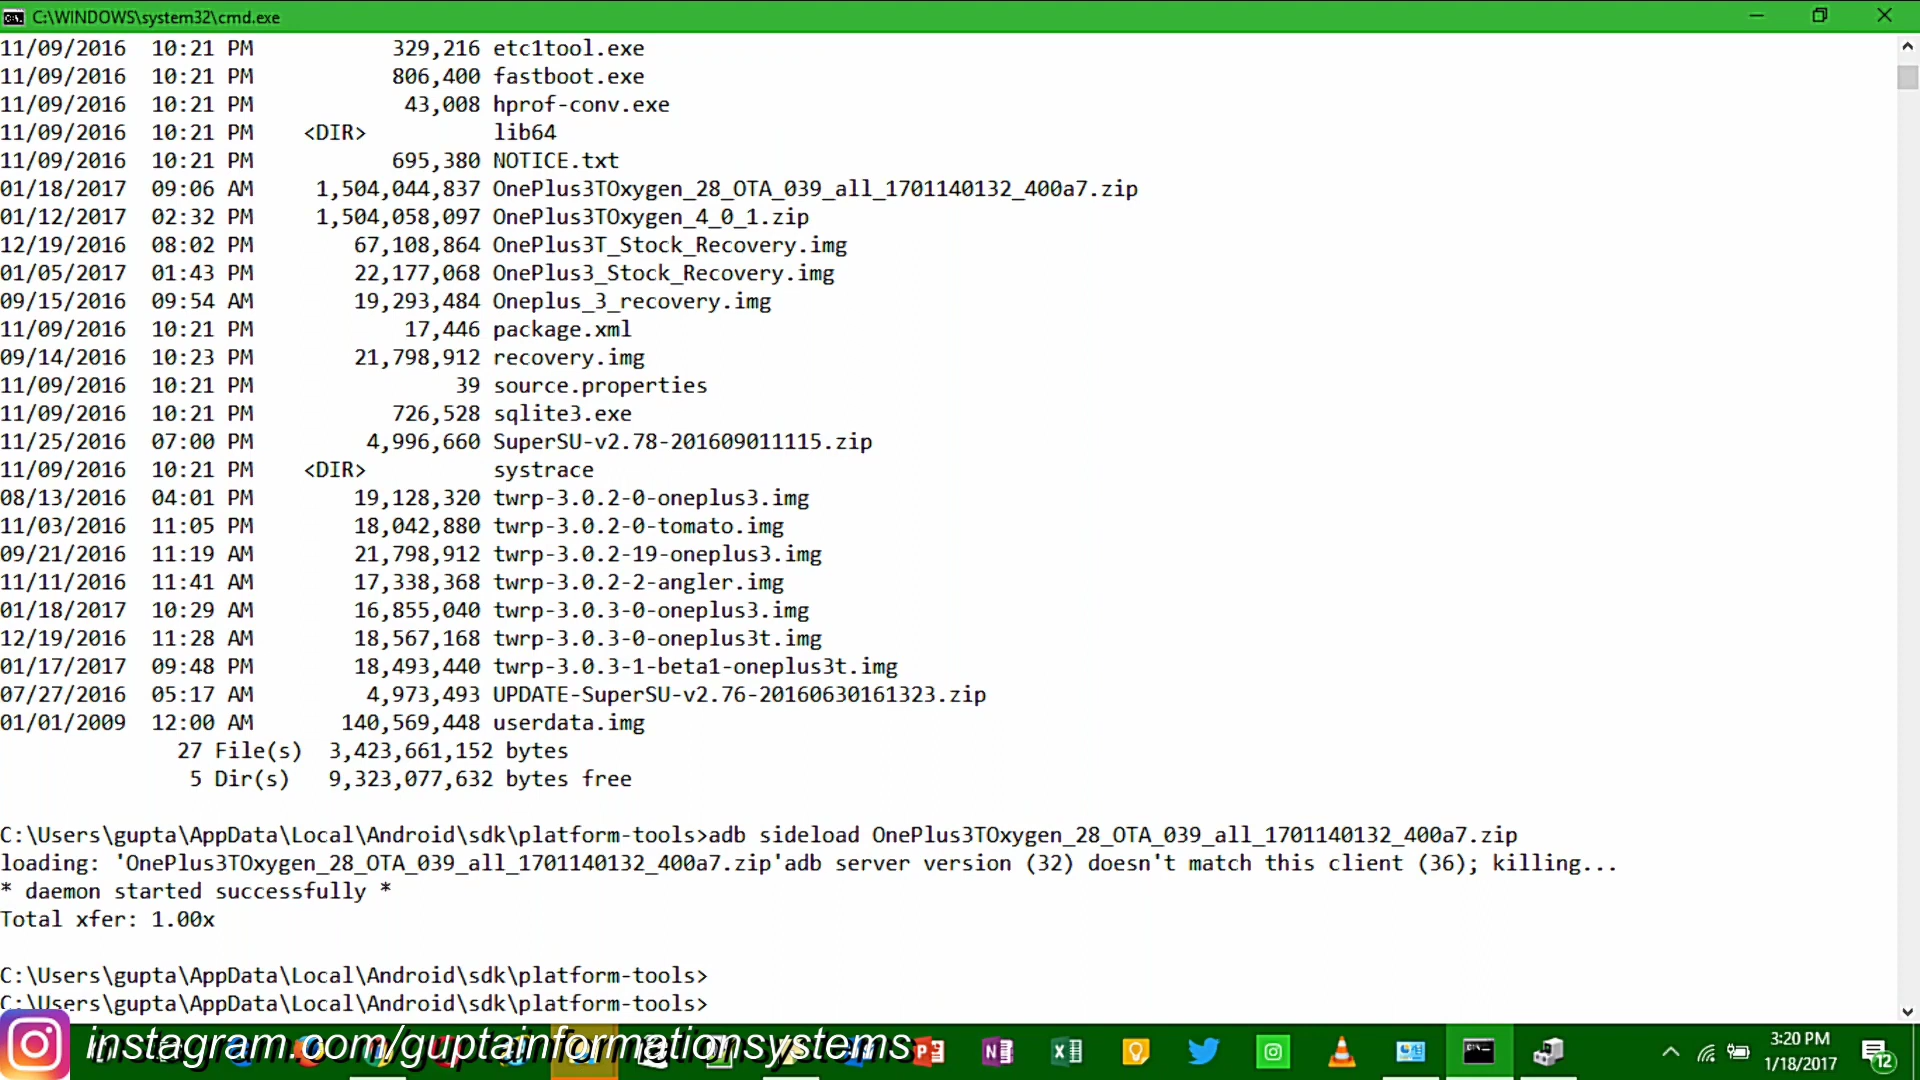 C:\WINDOWS\system32\cmd.exe
11/09/2016  10:21 PM           329,216 etc1tool.exe
11/09/2016  10:21 PM           806,400 fastboot.exe
11/09/2016  10:21 PM            43,008 hprof-conv.exe
11/09/2016  10:21 PM    <DIR>          lib64
11/09/2016  10:21 PM           695,380 NOTICE.txt
01/18/2017  09:06 AM     1,504,044,837 OnePlus3TOxygen_28_OTA_039_all_1701140132_400a7.zip
01/12/2017  02:32 PM     1,504,058,097 OnePlus3TOxygen_4_0_1.zip
12/19/2016  08:02 PM        67,108,864 OnePlus3T_Stock_Recovery.img
01/05/2017  01:43 PM        22,177,068 OnePlus3_Stock_Recovery.img
09/15/2016  09:54 AM        19,293,484 Oneplus_3_recovery.img
11/09/2016  10:21 PM            17,446 package.xml
09/14/2016  10:23 PM        21,798,912 recovery.img
11/09/2016  10:21 PM                39 source.properties
11/09/2016  10:21 PM           726,528 sqlite3.exe
11/25/2016  07:00 PM         4,996,660 SuperSU-v2.78-201609011115.zip
11/09/2016  10:21 PM    <DIR>          systrace
08/13/2016  04:01 PM        19,128,320 twrp-3.0.2-0-oneplus3.img
11/03/2016  11:05 PM        18,042,880 twrp-3.0.2-0-tomato.img
09/21/2016  11:19 AM        21,798,912 twrp-3.0.2-19-oneplus3.img
11/11/2016  11:41 AM        17,338,368 twrp-3.0.2-2-angler.img
01/18/2017  10:29 AM        16,855,040 twrp-3.0.3-0-oneplus3.img
12/19/2016  11:28 AM        18,567,168 twrp-3.0.3-0-oneplus3t.img
01/17/2017  09:48 PM        18,493,440 twrp-3.0.3-1-beta1-oneplus3t.img
07/27/2016  05:17 AM         4,973,493 UPDATE-SuperSU-v2.76-20160630161323.zip
01/01/2009  12:00 AM       140,569,448 userdata.img
27 File(s)  3,423,661,152 bytes
5 Dir(s)   9,323,077,632 bytes free
C:\Users\gupta\AppData\Local\Android\sdk\platform-tools>adb sideload OnePlus3TOxygen_28_OTA_039_all_1701140132_400a7.zip
loading: 'OnePlus3TOxygen_28_OTA_039_all_1701140132_400a7.zip'adb server version (32) doesn't match this client (36); killing...
* daemon started successfully *
Total xfer: 1.00x
C:\Users\gupta\AppData\Local\Android\sdk\platform-tools>
C:\Users\gupta\AppData\Local\Android\sdk\platform-tools>
instagram.com/guptainformationsystems
3:20 PM
1/18/2017
12